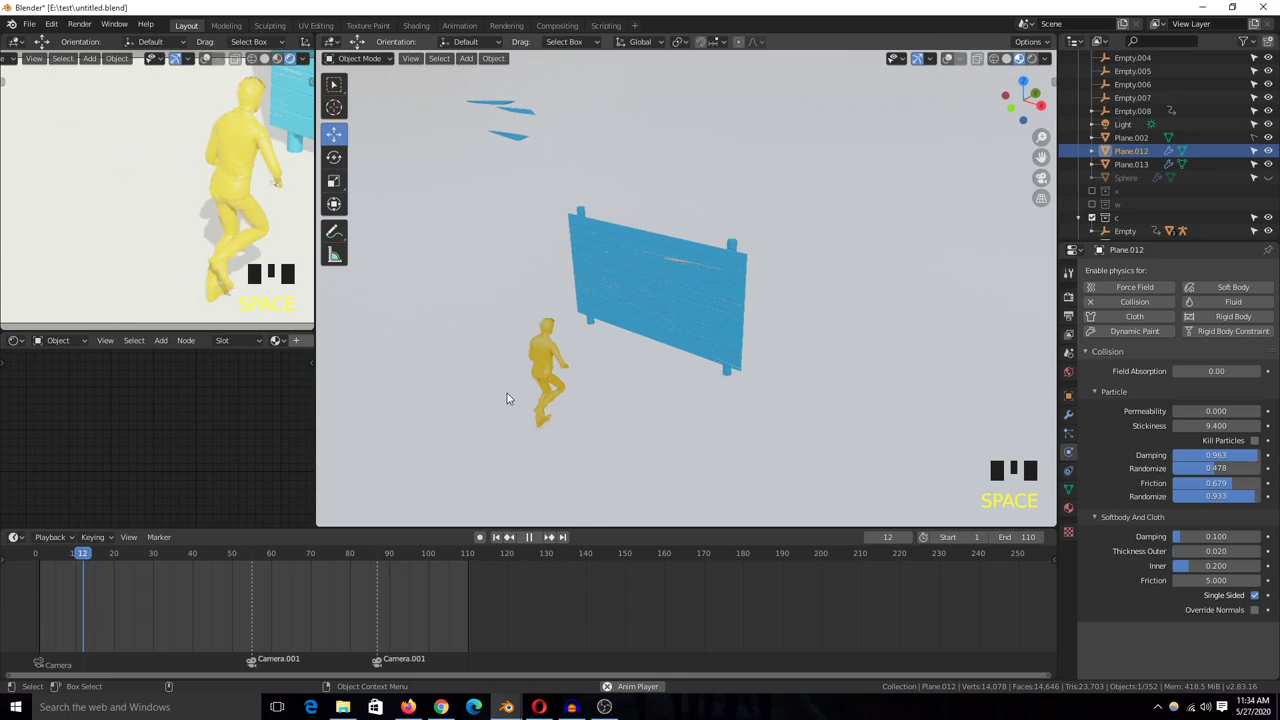 Blender* [E:\test\untitled.blend]
File Edit Render Window Help Layout Modeling Sculpting UV Editing Texture Paint Shading Animation Rendering Compositing Scripting Scene View Layer
Orientation: Default Drag: Select Box Orientation: Default Drag: Select Box Global Options
View Select Add Object Object Mode View Select Add Object
Empty.004
Empty.005
Empty.006
Empty.007
Empty.008
Light
Plane.002
Plane.012
Plane.013
Sphere
x
w
c
Empty
Plane.012
Enable physics for:
Force Field Soft Body
Collision Fluid
Cloth Rigid Body
Dynamic Paint Rigid Body Constraint
Collision
Field Absorption 0.00
Particle
Permeability 0.000
Stickiness 9.400
Kill Particles
Damping 0.963
Randomize 0.478
Friction 0.679
Randomize 0.933
Softbody And Cloth
Damping 0.100
Thickness Outer 0.020
Inner 0.200
Friction 5.000
Single Sided
Override Normals
SPACE
Object View Select Add Node Slot
SPACE
Playback Keying View Marker 12 Start 1 End 110
0 12 20 30 40 50 60 70 80 90 100 110 120 130 140 150 160 170 180 190 200 210 220 230 240 250
Camera Camera.001 Camera.001
Select Box Select Object Context Menu Anim Player Collection | Plane.012 | Verts:14,078 | Faces:14,646 | Tris:23,703 | Objects:1/352 | Mem: 418.5 MiB | v2.83.16
Search the web and Windows 11:34 AM
5/27/2020